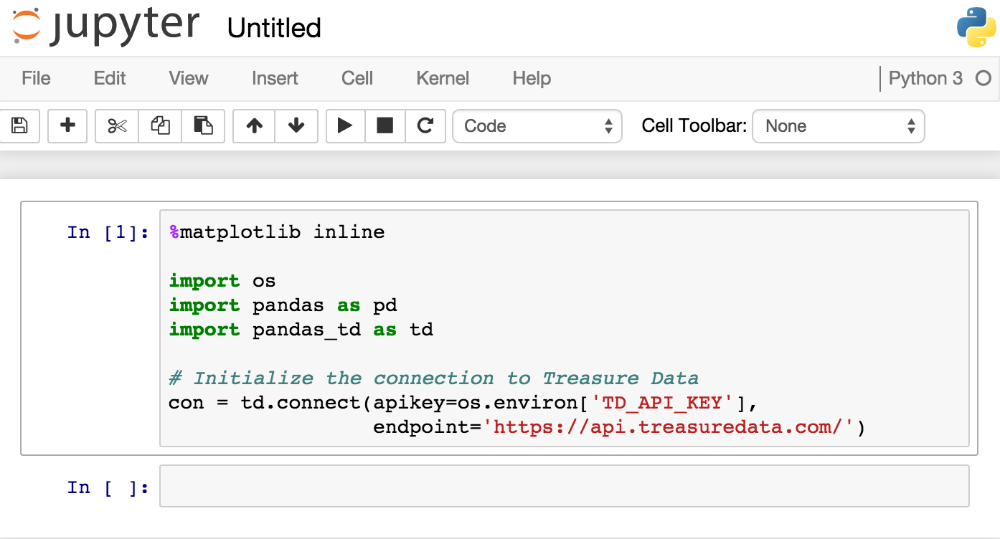 jupyter Untitled
File Edit View Insert Cell Kernel Help Python 3
Code Cell Toolbar: None
In [1]: %matplotlib inline
import os
import pandas as pd
import pandas_td as td
# Initialize the connection to Treasure Data
con = td.connect(apikey=os.environ['TD_API_KEY'],
endpoint='https://api.treasuredata.com/')
In [ ]: